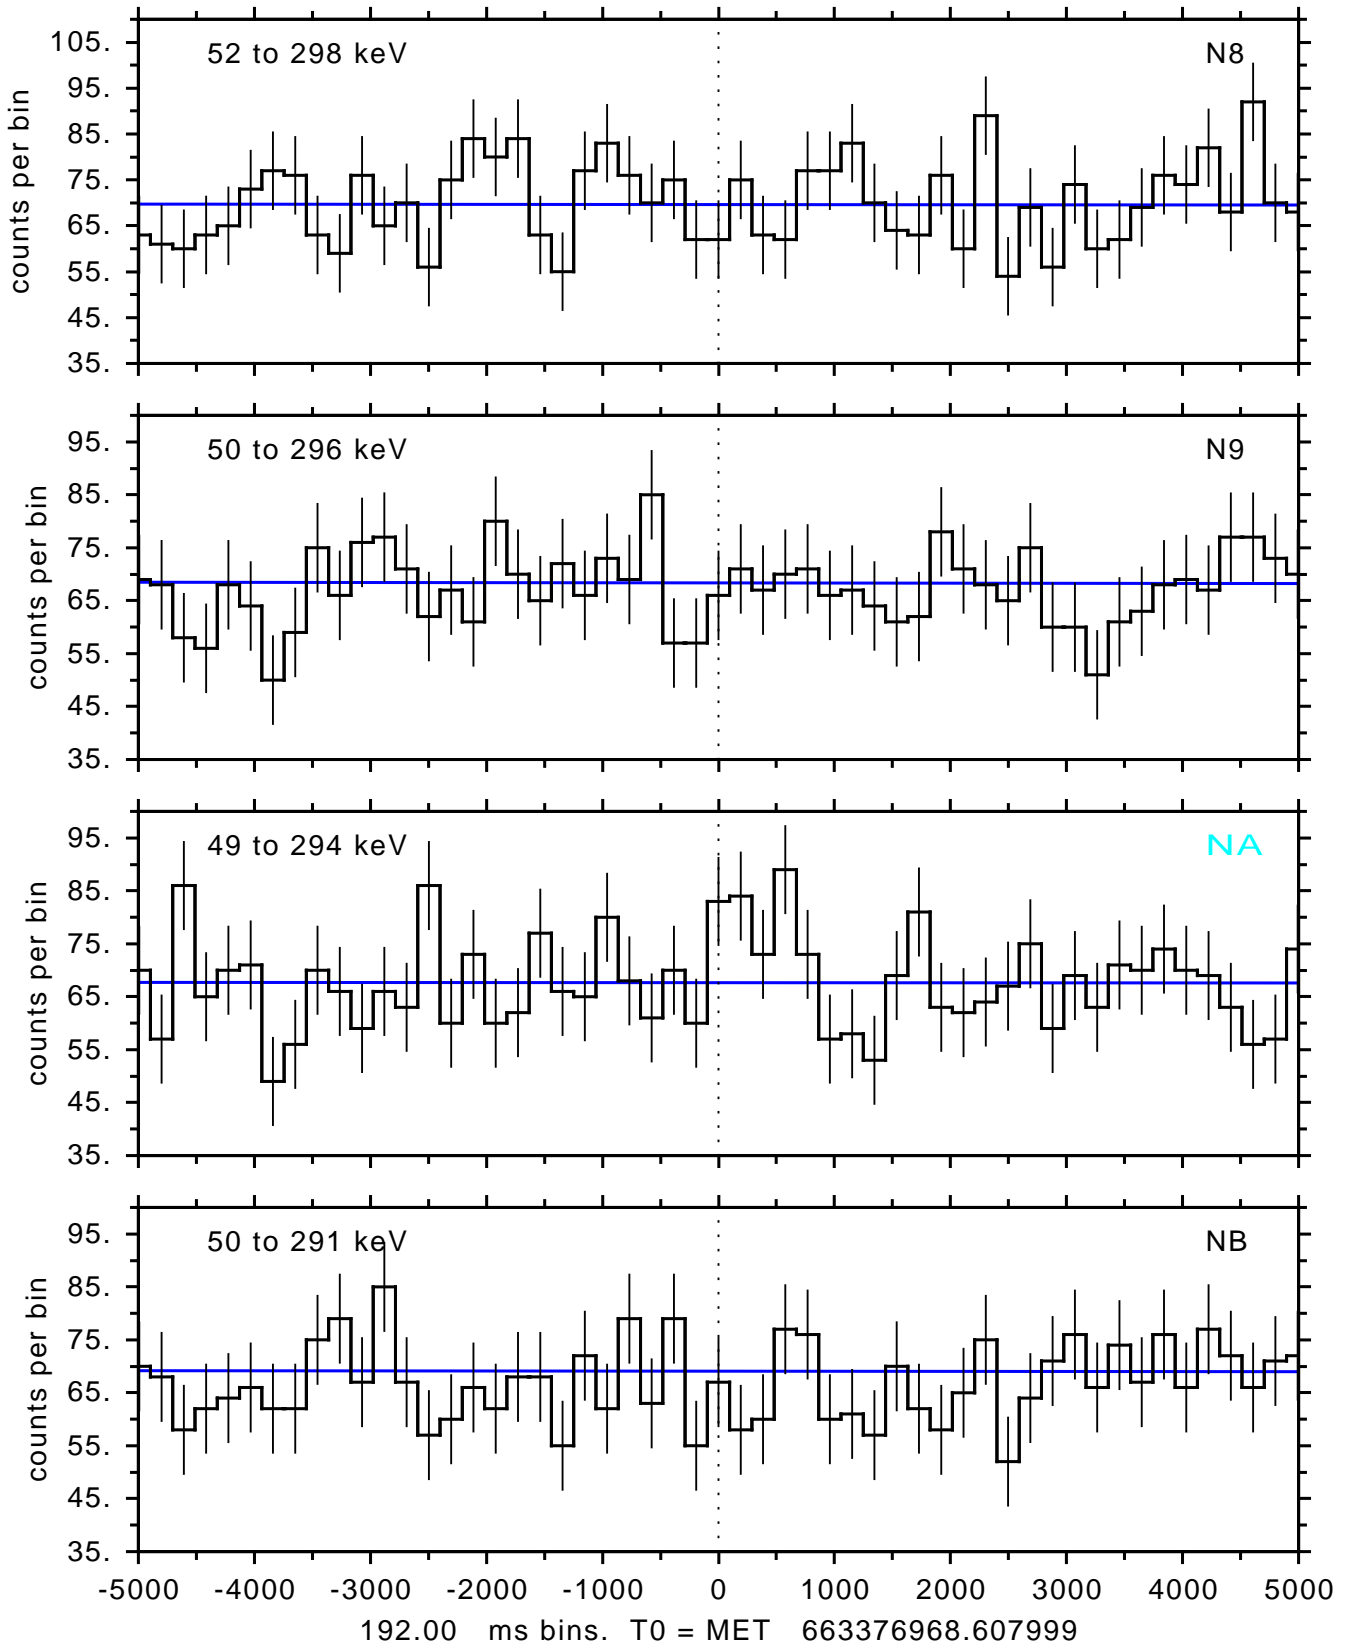 52 to 298 keV N8
105.
95.
85.
75.
65.
55.
45.
35.
counts per bin
50 to 296 keV N9
95.
85.
75.
65.
55.
45.
35.
counts per bin
49 to 294 keV NA
95.
85.
75.
65.
55.
45.
35.
counts per bin
50 to 291 keV NB
95.
85.
75.
65.
55.
45.
35.
counts per bin
-5000 -4000 -3000 -2000 -1000 0 1000 2000 3000 4000 5000
192.00 ms bins. T0 = MET 663376968.607999